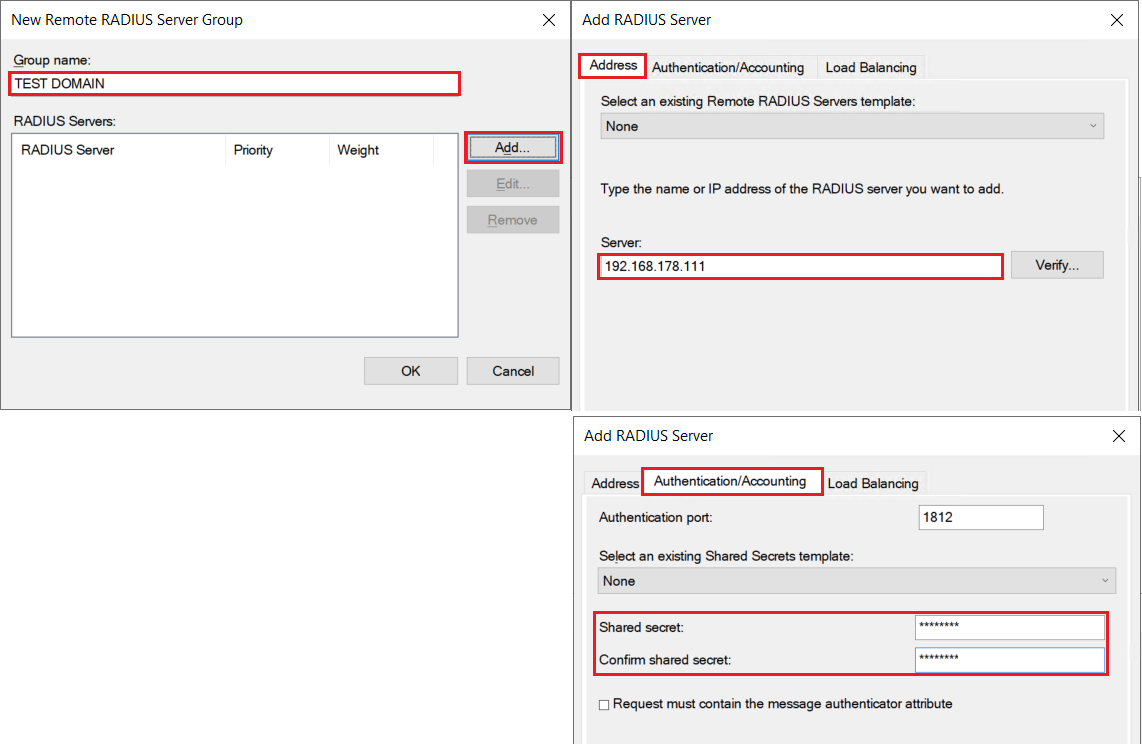 New Remote RADIUS Server Group
Group name:
TEST DOMAIN
RADIUS Servers:
RADIUS Server Priority Weight
Add...
Edit...
Remove
OK Cancel
Add RADIUS Server
Address Authentication/Accounting Load Balancing
Select an existing Remote RADIUS Servers template:
None
Type the name or IP address of the RADIUS server you want to add.
Server:
192.168.178.111 Verify...
Add RADIUS Server
Address Authentication/Accounting Load Balancing
Authentication port: 1812
Select an existing Shared Secrets template:
None
Shared secret: ********
Confirm shared secret: ********
Request must contain the message authenticator attribute